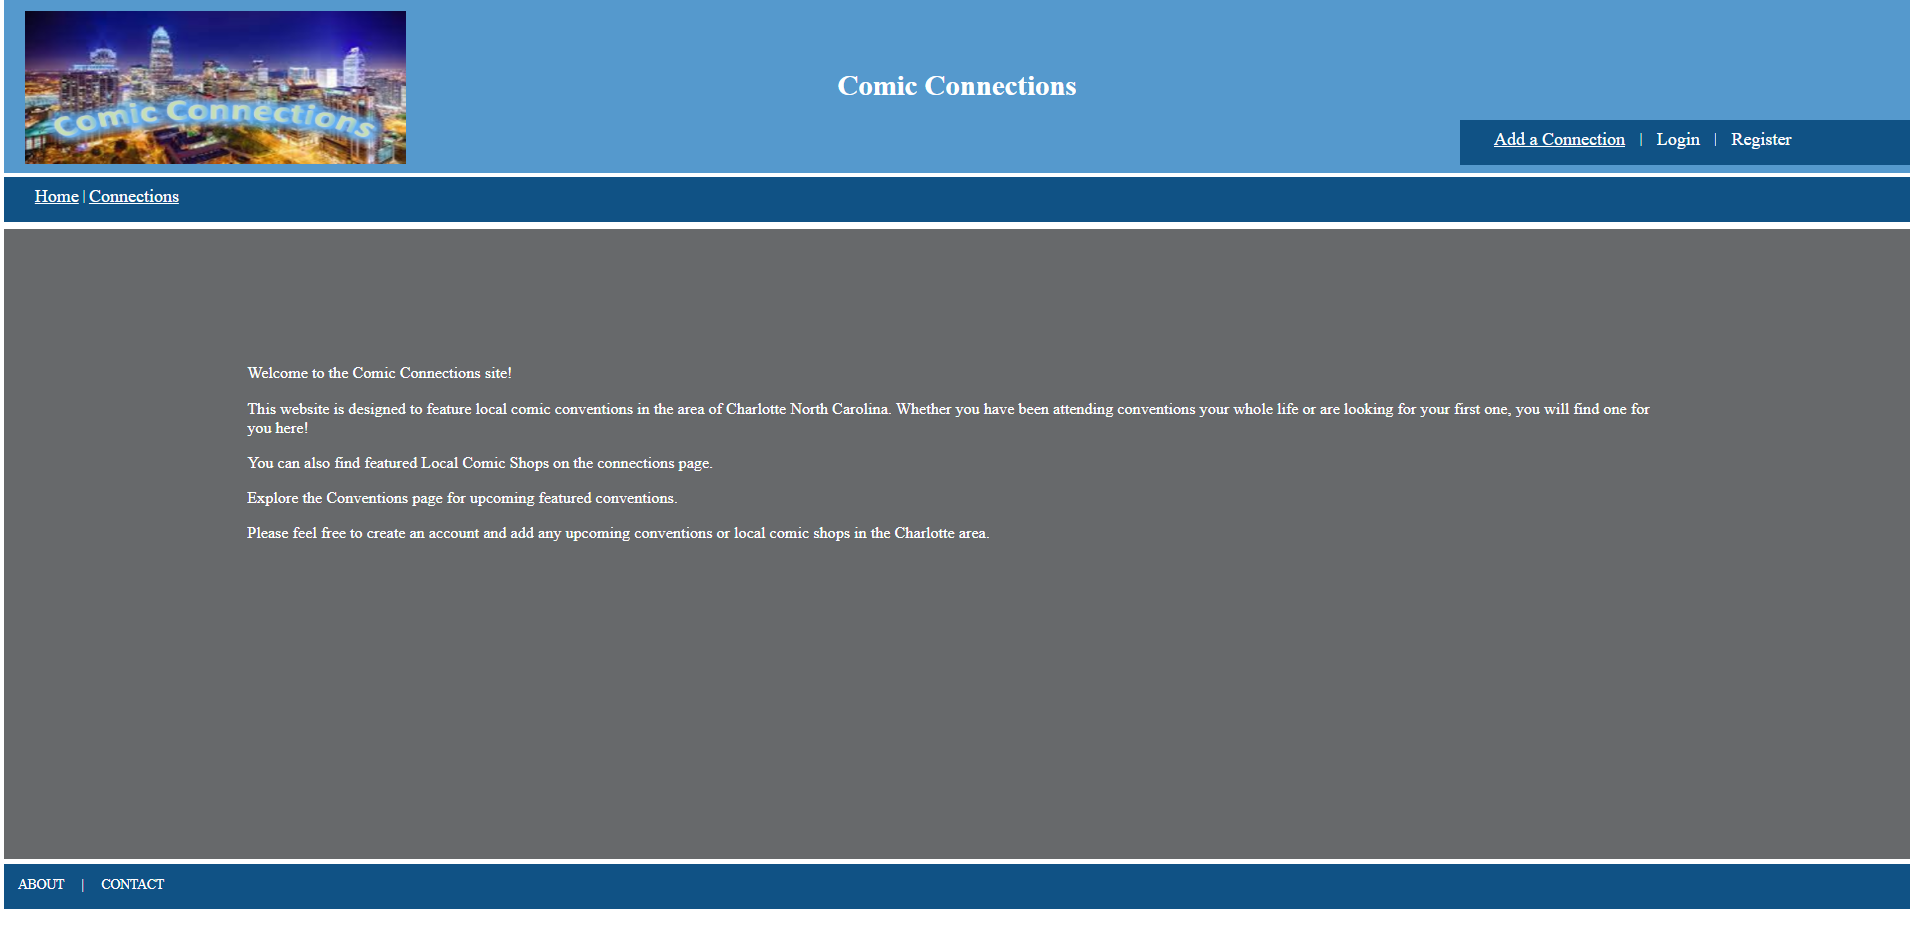 Comic Connections
Comic Connections
Add a Connection | Login | Register
Home | Connections
Welcome to the Comic Connections site!
This website is designed to feature local comic conventions in the area of Charlotte North Carolina. Whether you have been attending conventions your whole life or are looking for your first one, you will find one for
you here!
You can also find featured Local Comic Shops on the connections page.
Explore the Conventions page for upcoming featured conventions.
Please feel free to create an account and add any upcoming conventions or local comic shops in the Charlotte area.
ABOUT | CONTACT